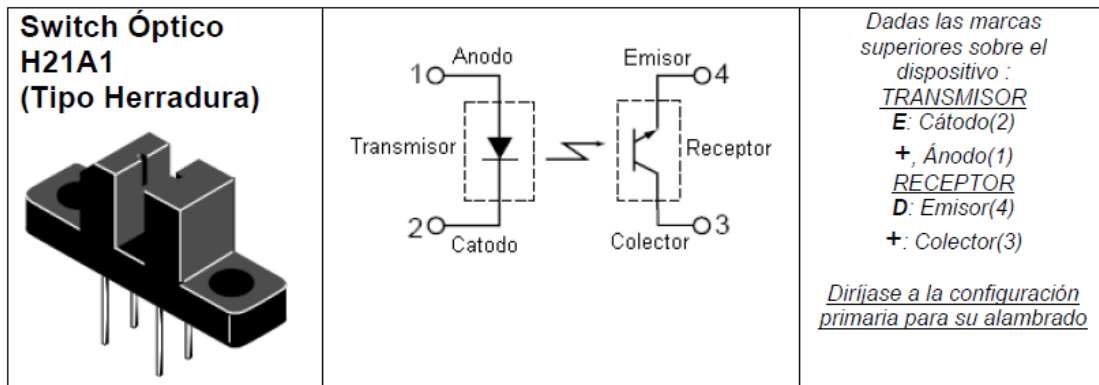 Switch Óptico
H21A1
(Tipo Herradura)
1
Anodo
Transmisor
2
Catodo
Emisor
4
Receptor
Colector
3
Dadas las marcas
superiores sobre el
dispositivo :
TRANSMISOR
E: Cátodo(2)
+, Ánodo(1)
RECEPTOR
D: Emisor(4)
+: Colector(3)
Diríjase a la configuración
primaria para su alambrado